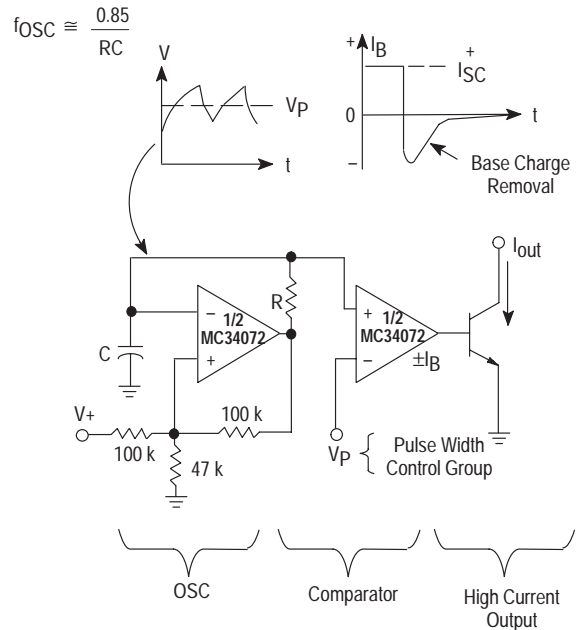 fOSC ≅ 0.85
RC
V
VP
t
+ IB
+
ISC
0
t
−
Base Charge
Removal
Iout
R
−
1/2
MC34072
+
+
1/2
MC34072
−
±IB
C
V+
100 k
100 k
47 k
VP
Pulse Width
Control Group
OSC
Comparator
High Current
Output